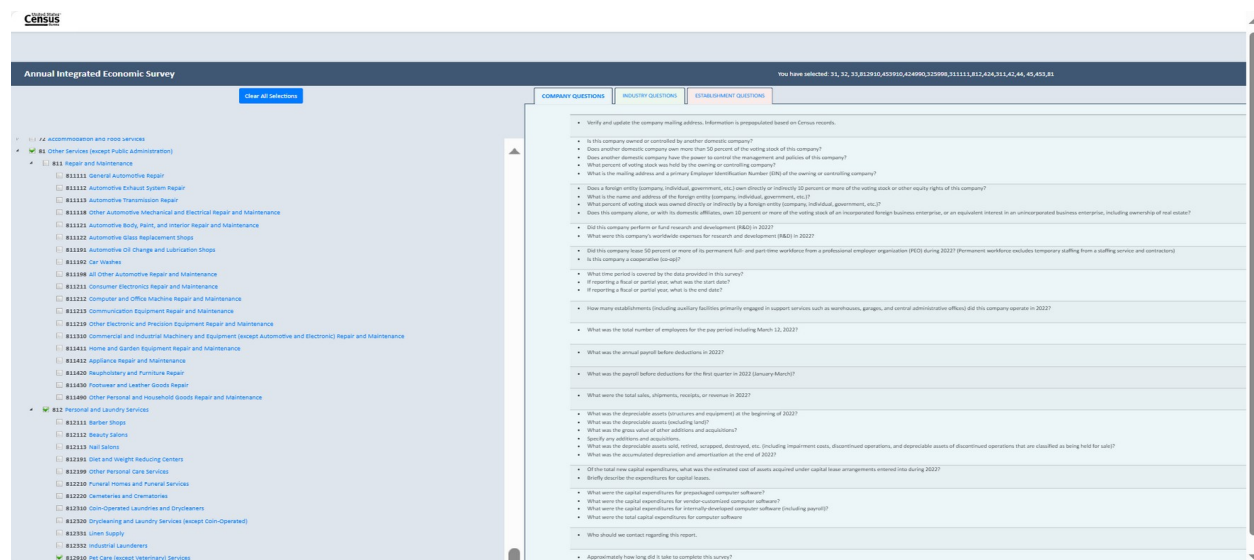 United States®
Census
Bureau
Annual Integrated Economic Survey
You have selected: 31, 32, 33,812910,453910,424990,325998,311111,812,424,311,42,44, 45,453,81
Clear All Selections
COMPANY QUESTIONS
INDUSTRY QUESTIONS
ESTABLISHMENT QUESTIONS
72 Accommodation and Food Services
81 Other Services (except Public Administration)
811 Repair and Maintenance
811111 General Automotive Repair
811112 Automotive Exhaust System Repair
811113 Automotive Transmission Repair
811118 Other Automotive Mechanical and Electrical Repair and Maintenance
811121 Automotive Body, Paint, and Interior Repair and Maintenance
811122 Automotive Glass Replacement Shops
811191 Automotive Oil Change and Lubrication Shops
811192 Car Washes
811198 All Other Automotive Repair and Maintenance
811211 Consumer Electronics Repair and Maintenance
811212 Computer and Office Machine Repair and Maintenance
811213 Communication Equipment Repair and Maintenance
811219 Other Electronic and Precision Equipment Repair and Maintenance
811310 Commercial and Industrial Machinery and Equipment (except Automotive and Electronic) Repair and Maintenance
811411 Home and Garden Equipment Repair and Maintenance
811412 Appliance Repair and Maintenance
811420 Reupholstery and Furniture Repair
811430 Footwear and Leather Goods Repair
811490 Other Personal and Household Goods Repair and Maintenance
812 Personal and Laundry Services
812111 Barber Shops
812112 Beauty Salons
812113 Nail Salons
812191 Diet and Weight Reducing Centers
812199 Other Personal Care Services
812210 Funeral Homes and Funeral Services
812220 Cemeteries and Crematories
812310 Coin-Operated Laundries and Drycleaners
812320 Drycleaning and Laundry Services (except Coin-Operated)
812331 Linen Supply
812332 Industrial Launderers
812910 Pet Care (except Veterinary) Services
• Verify and update the company mailing address. Information is prepopulated based on Census records.
• Is this company owned or controlled by another domestic company?
• Does another domestic company own more than 50 percent of the voting stock of this company?
• Does another domestic company have the power to control the management and policies of this company?
• What percent of voting stock was held by the owning or controlling company?
• What is the mailing address and a primary Employer Identification Number (EIN) of the owning or controlling company?
• Does a foreign entity (company, individual, government, etc.) own directly or indirectly 10 percent or more of the voting stock or other equity rights of this company?
• What is the name and address of the foreign entity (company, individual, government, etc.)?
• What percent of voting stock was owned directly or indirectly by a foreign entity (company, individual, government, etc.)?
• Does this company alone, or with its domestic affiliates, own 10 percent or more of the voting stock of an incorporated foreign business enterprise, or an equivalent interest in an unincorporated business enterprise, including ownership of real estate?
• Did this company perform or fund research and development (R&D) in 2022?
• What were this company's worldwide expenses for research and development (R&D) in 2022?
• Did this company lease 50 percent or more of its permanent full- and part-time workforce from a professional employer organisation (PEO) during 2022? (Permanent workforce excludes temporary staffing from a staffing service and contractors)
• Is this company a cooperative (co-op)?
• What time period is covered by the data provided in this survey?
• If reporting a fiscal or partial year, what was the start date?
• If reporting a fiscal or partial year, what is the end date?
• How many establishments (including auxiliary facilities primarily engaged in support services such as warehouses, garages, and central administrative offices) did this company operate in 2022?
• What was the total number of employees for the pay period including March 12, 2022?
• What was the annual payroll before deductions in 2022?
• What was the payroll before deductions for the first quarter in 2022 (January-March)?
• What were the total sales, shipments, receipts, or revenue in 2022?
• What was the depreciable assets (structures and equipment) at the beginning of 2022?
• What was the depreciable assets (excluding land)?
• What was the gross value of other additions and acquisitions?
• Specify any additions and acquisitions.
• What was the depreciable assets sold, retired, scrapped, destroyed, etc. (including impairment costs, discontinued operations, and depreciable assets of discontinued operations that are classified as being held for sale)?
• What was the accumulated depreciation and amortisation at the end of 2022?
• Of the total new capital expenditures, what was the estimated cost of assets acquired under capital lease arrangements entered into during 2022?
• Briefly describe the expenditures for capital leases.
• What were the capital expenditures for prepackaged computer software?
• What were the capital expenditures for vendor-customized computer software?
• What were the capital expenditures for internally-developed computer software (including payroll)?
• What were the total capital expenditures for computer software
• Who should we contact regarding this report.
• Approximately how long did it take to complete this survey?